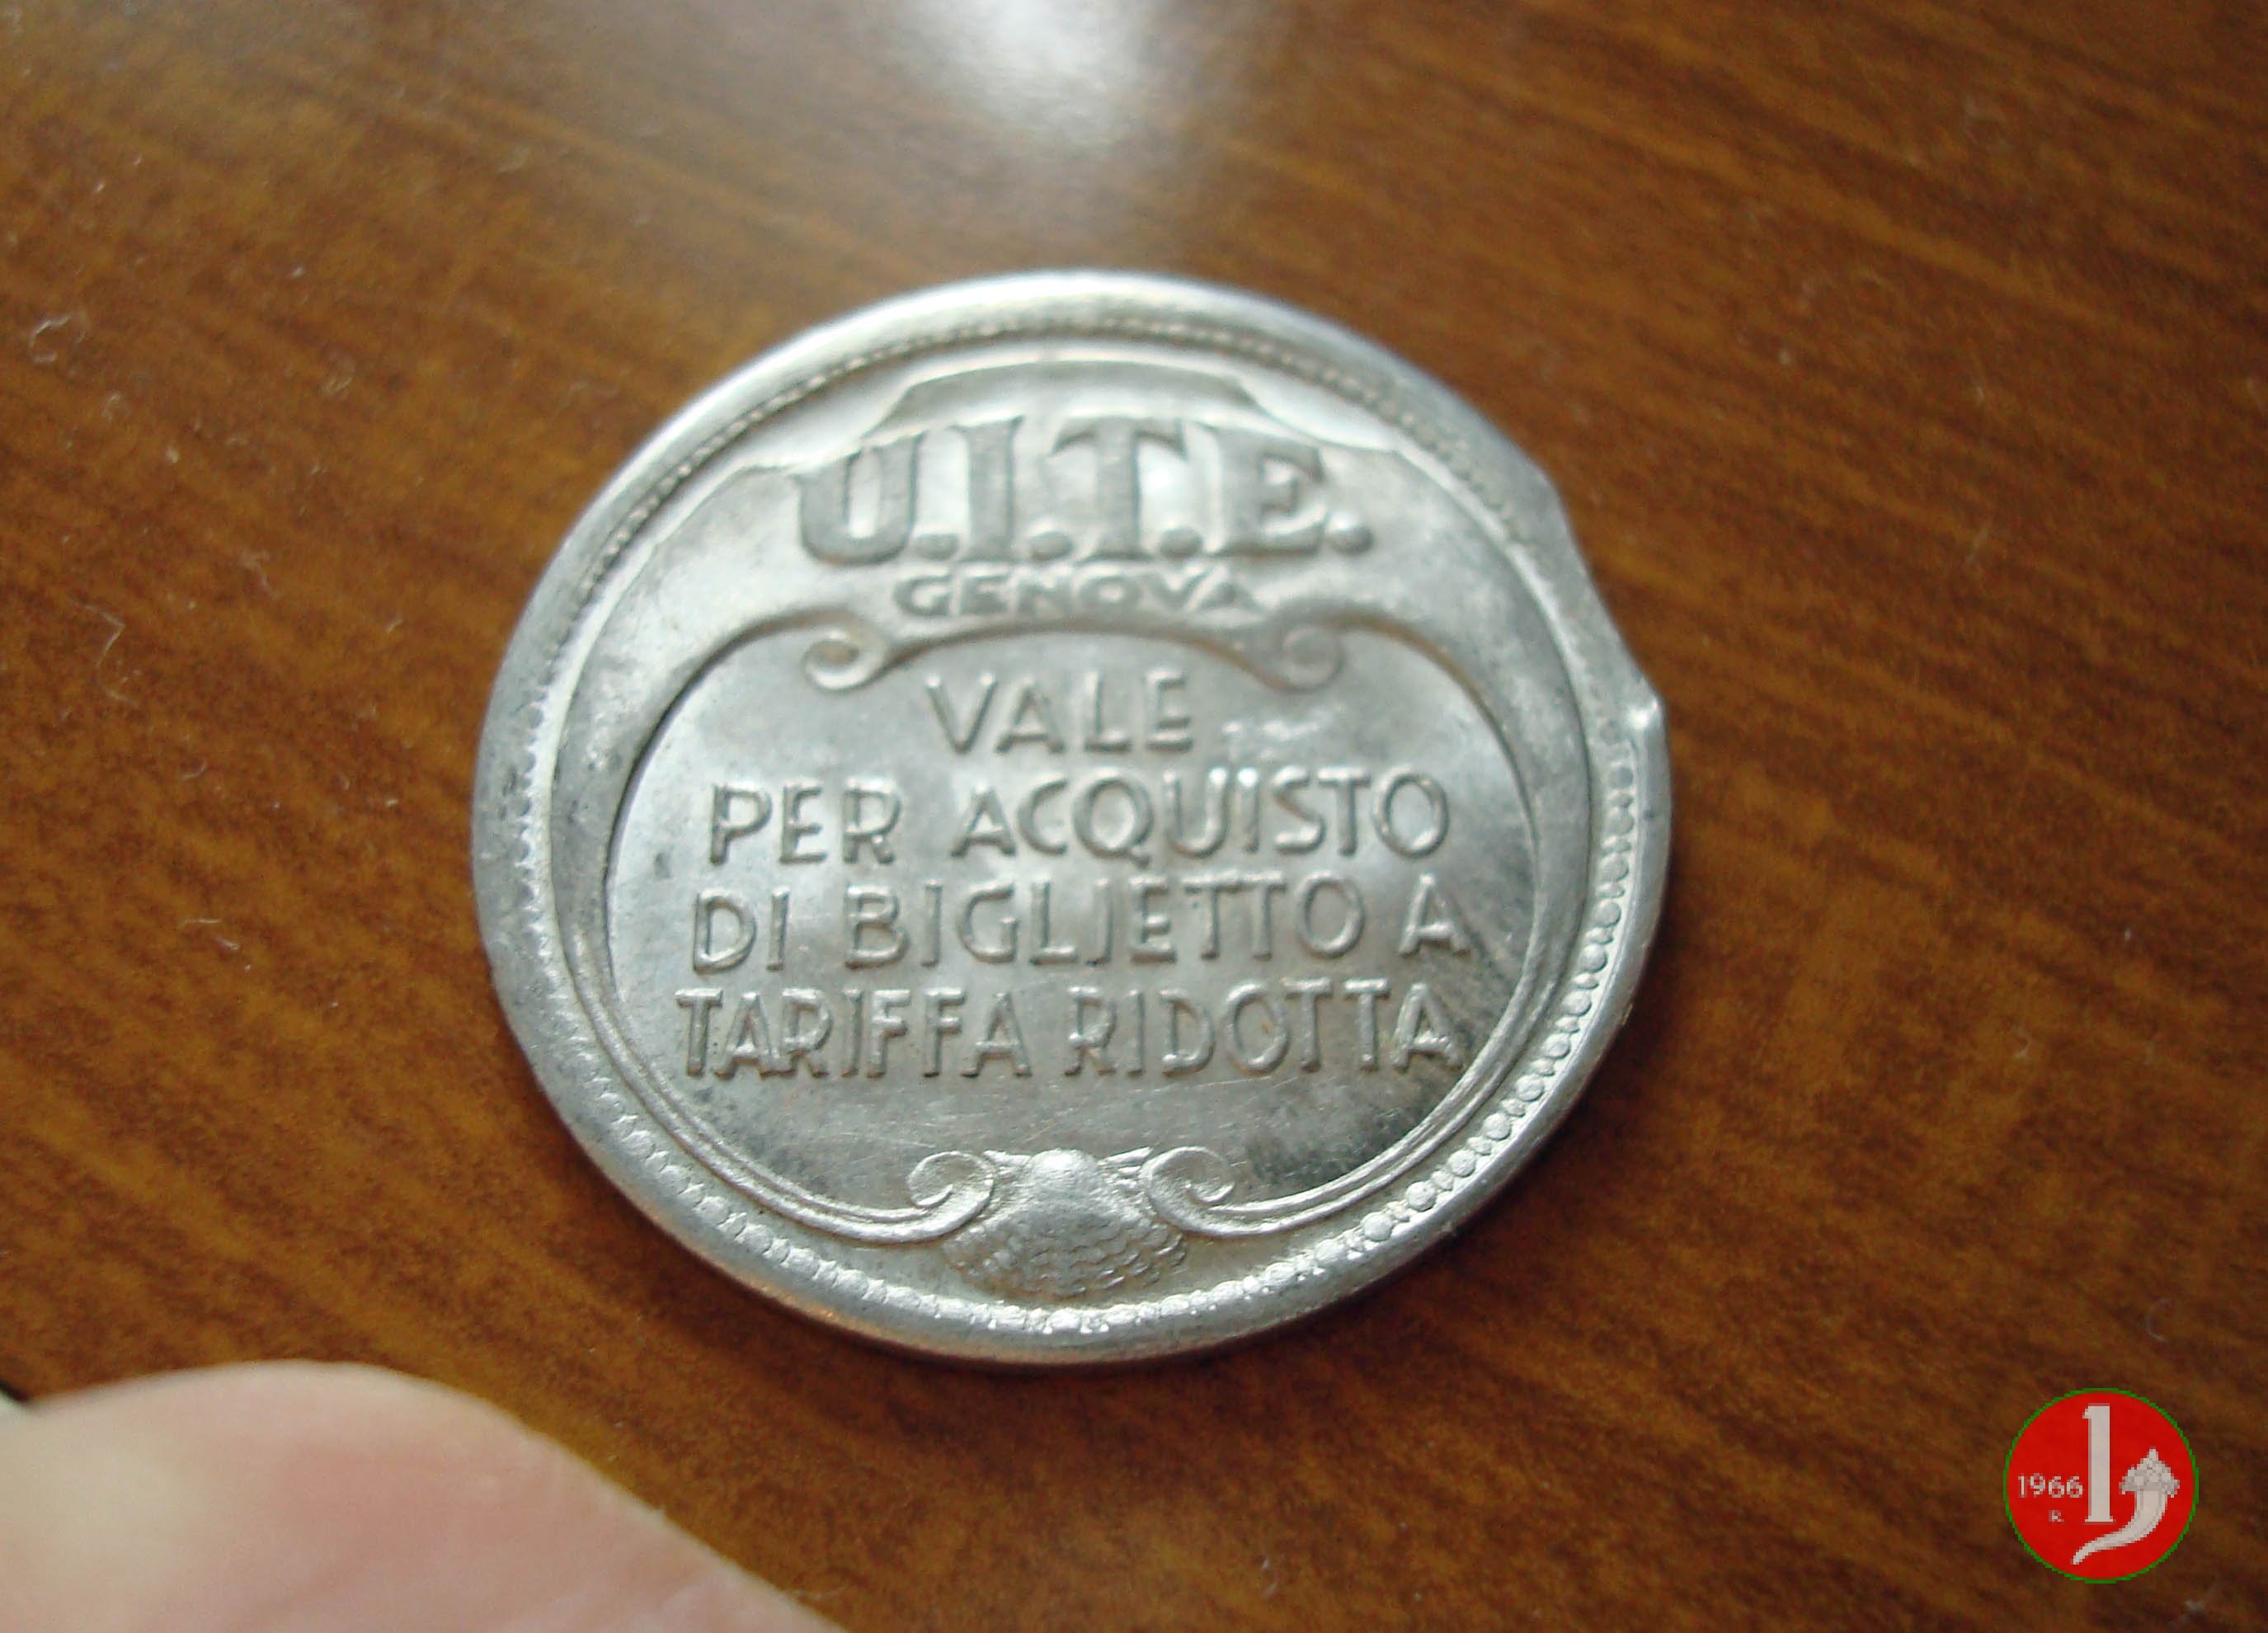 U.I.T.E.
GENOVA
VALE
PER ACQUISTO
DI BIGLIETTO A
TARIFFA RIDOTTA
1966
R